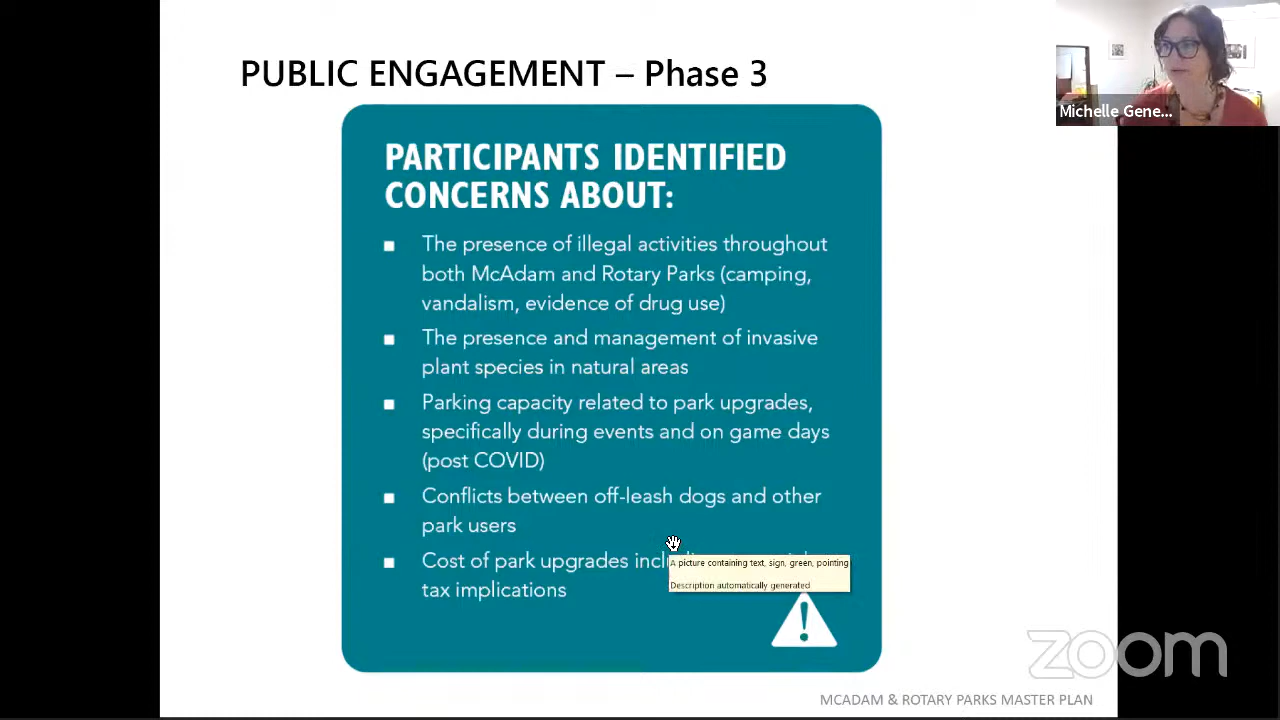 PUBLIC ENGAGEMENT – Phase 3
Michelle Gene...
PARTICIPANTS IDENTIFIED
CONCERNS ABOUT:
The presence of illegal activities throughout
both McAdam and Rotary Parks (camping,
vandalism, evidence of drug use)
The presence and management of invasive
plant species in natural areas
Parking capacity related to park upgrades,
specifically during events and on game days
(post COVID)
Conflicts between off-leash dogs and other
park users
Cost of park upgrades
tax implications
A picture containing text, sign, green, pointing
Description automatically generated
zoom
MCADAM & ROTARY PARKS MASTER PLAN